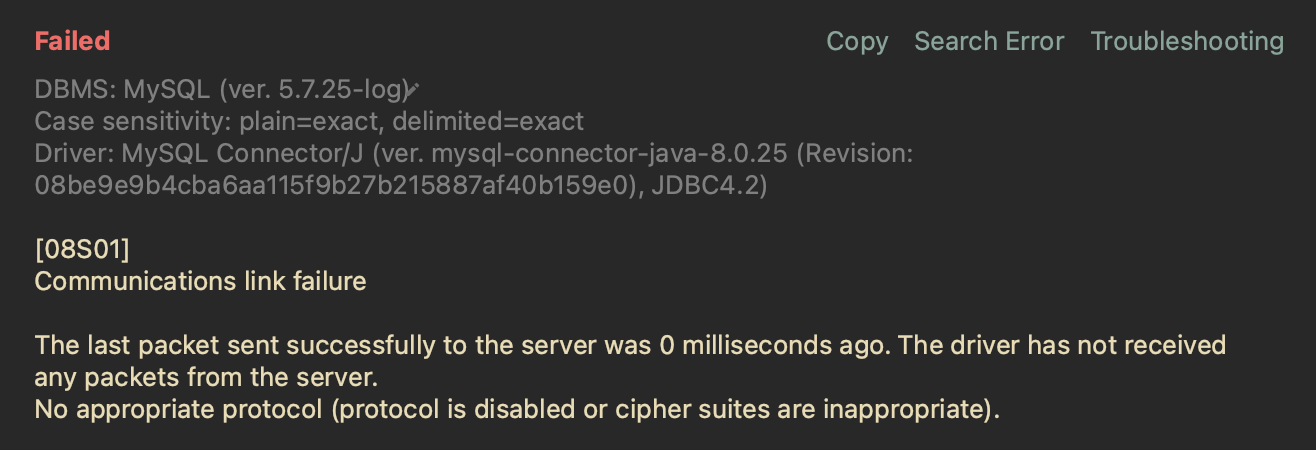 Failed
Copy Search Error Troubleshooting
DBMS: MySQL (ver. 5.7.25-log)
Case sensitivity: plain=exact, delimited=exact
Driver: MySQL Connector/J (ver. mysql-connector-java-8.0.25 (Revision:
08be9e9b4cba6aa115f9b27b215887af40b159e0), JDBC4.2)
[08S01]
Communications link failure
The last packet sent successfully to the server was 0 milliseconds ago. The driver has not received
any packets from the server.
No appropriate protocol (protocol is disabled or cipher suites are inappropriate).